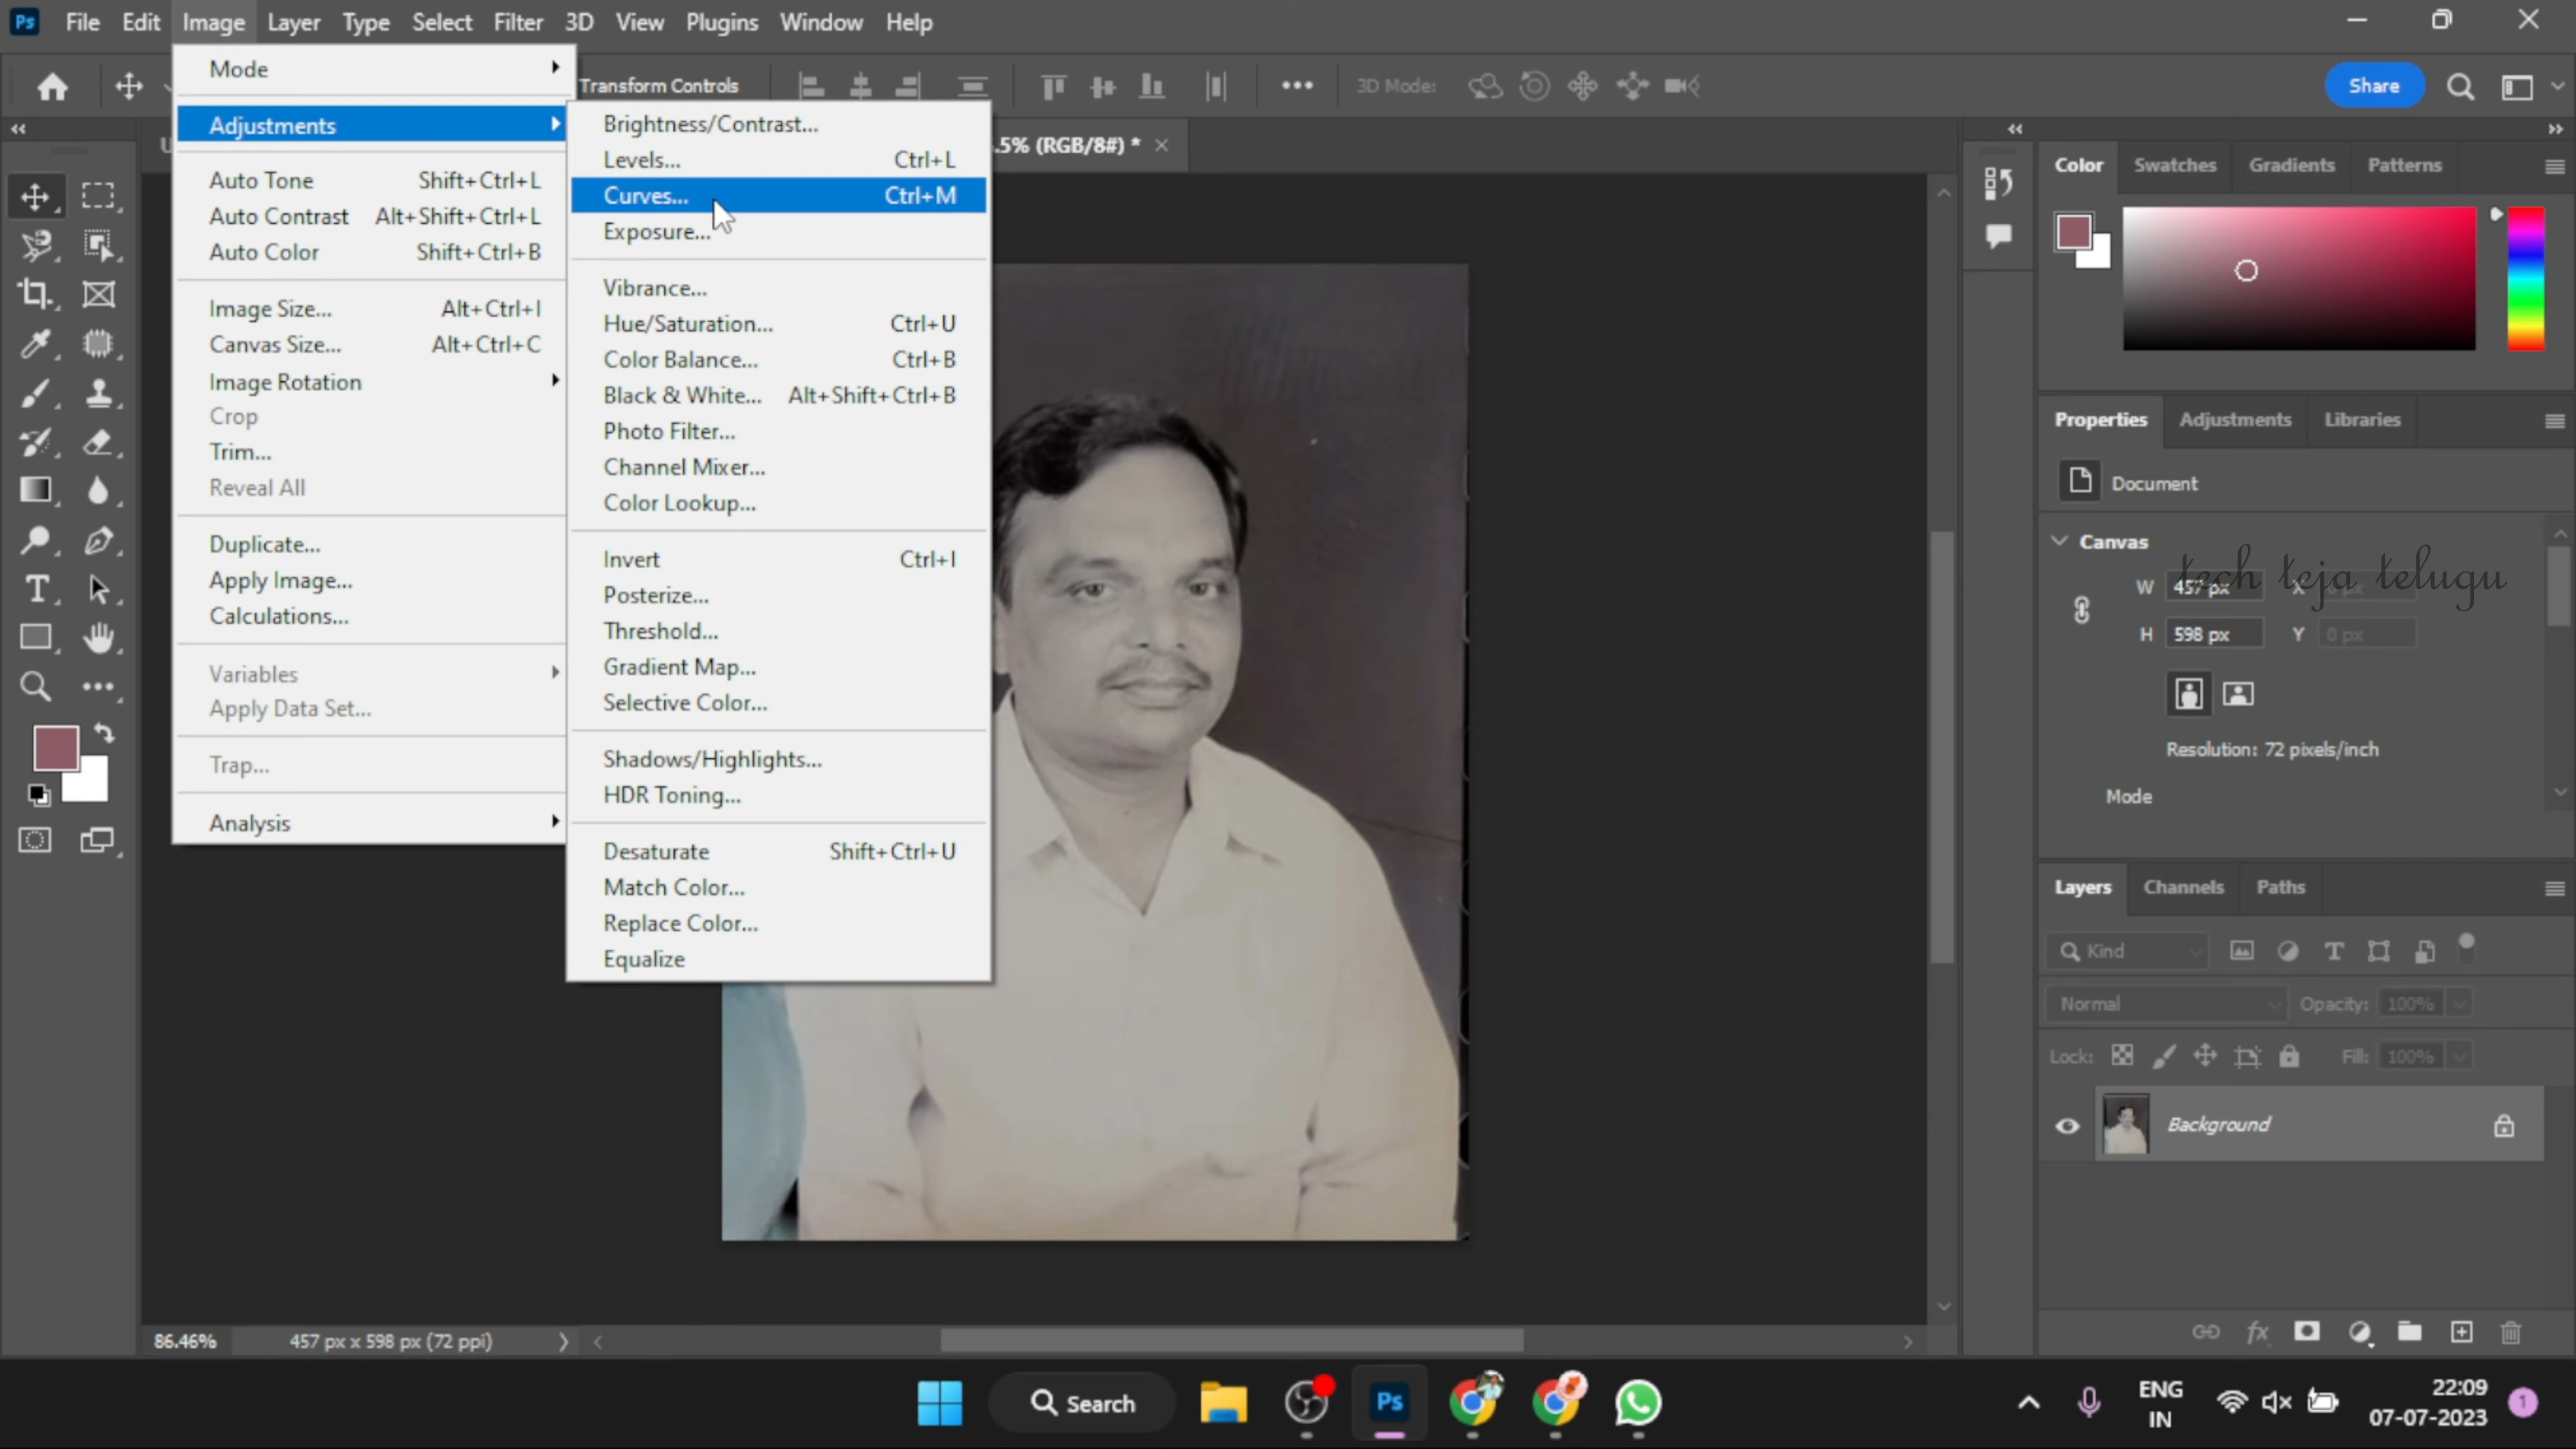 Ps File Edit Image Layer Type Select Filter 3D View Plugins Window Help
Transform Controls ••• 3D Mode: Share
.5% (RGB/8#) * ×
Mode
Adjustments
Auto Tone Shift+Ctrl+L
Auto Contrast Alt+Shift+Ctrl+L
Auto Color Shift+Ctrl+B
Image Size... Alt+Ctrl+I
Canvas Size... Alt+Ctrl+C
Image Rotation
Crop
Trim...
Reveal All
Duplicate...
Apply Image...
Calculations...
Variables
Apply Data Set...
Trap...
Analysis
Brightness/Contrast...
Levels... Ctrl+L
Curves... Ctrl+M
Exposure...
Vibrance...
Hue/Saturation... Ctrl+U
Color Balance... Ctrl+B
Black & White... Alt+Shift+Ctrl+B
Photo Filter...
Channel Mixer...
Color Lookup...
Invert Ctrl+I
Posterize...
Threshold...
Gradient Map...
Selective Color...
Shadows/Highlights...
HDR Toning...
Desaturate Shift+Ctrl+U
Match Color...
Replace Color...
Equalize
Color Swatches Gradients Patterns
Properties Adjustments Libraries
Document
Canvas
tech teja telugu
W 457 px X 0 px
H 598 px Y 0 px
Resolution: 72 pixels/inch
Mode
Layers Channels Paths
Kind
Normal Opacity: 100%
Lock: Fill: 100%
Background
86.46% 457 px x 598 px (72 ppi)
Search
Ps
ENG
IN
22:09
07-07-2023
1